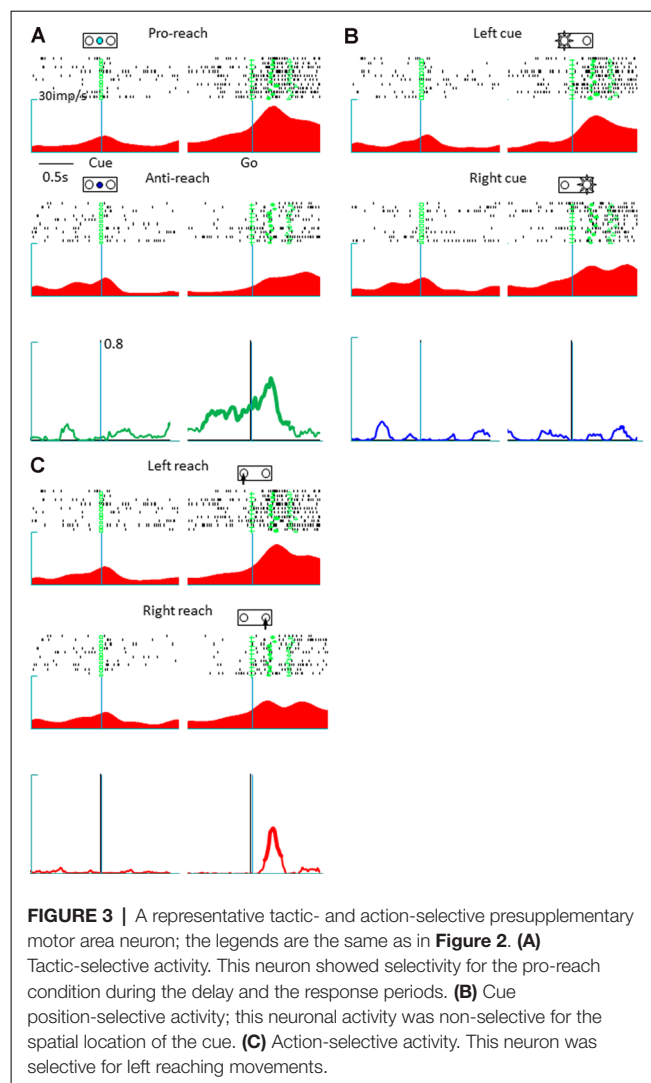 A
Pro-reach
30imp/s
Cue
Go
0.5s
Anti-reach
0.8
B
Left cue
Right cue
C
Left reach
Right reach
FIGURE 3 | A representative tactic- and action-selective presupplementary
motor area neuron; the legends are the same as in Figure 2. (A)
Tactic-selective activity. This neuron showed selectivity for the pro-reach
condition during the delay and the response periods. (B) Cue
position-selective activity; this neuronal activity was non-selective for the
spatial location of the cue. (C) Action-selective activity. This neuron was
selective for left reaching movements.